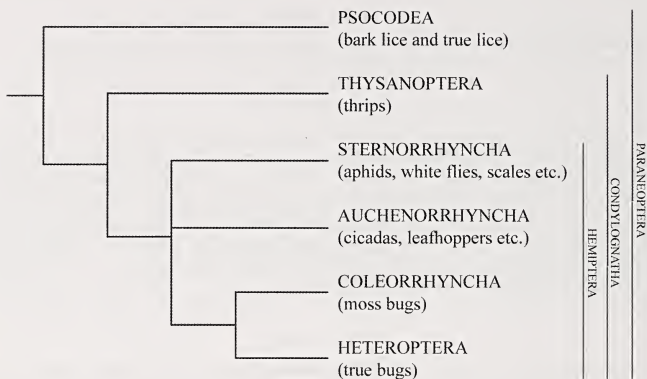 PSOCODEA
(bark lice and true lice)
THYSANOPTERA
(thrips)
STERNORRHYNCHA
(aphids, white flies, scales etc.)
AUCHENORRHYNCHA
(cicadas, leafhoppers etc.)
COLEORRHYNCHA
(moss bugs)
HETEROPTERA
(true bugs)
HEMIPTERA
CONDYLOGNATHA
PARANEOPTERA